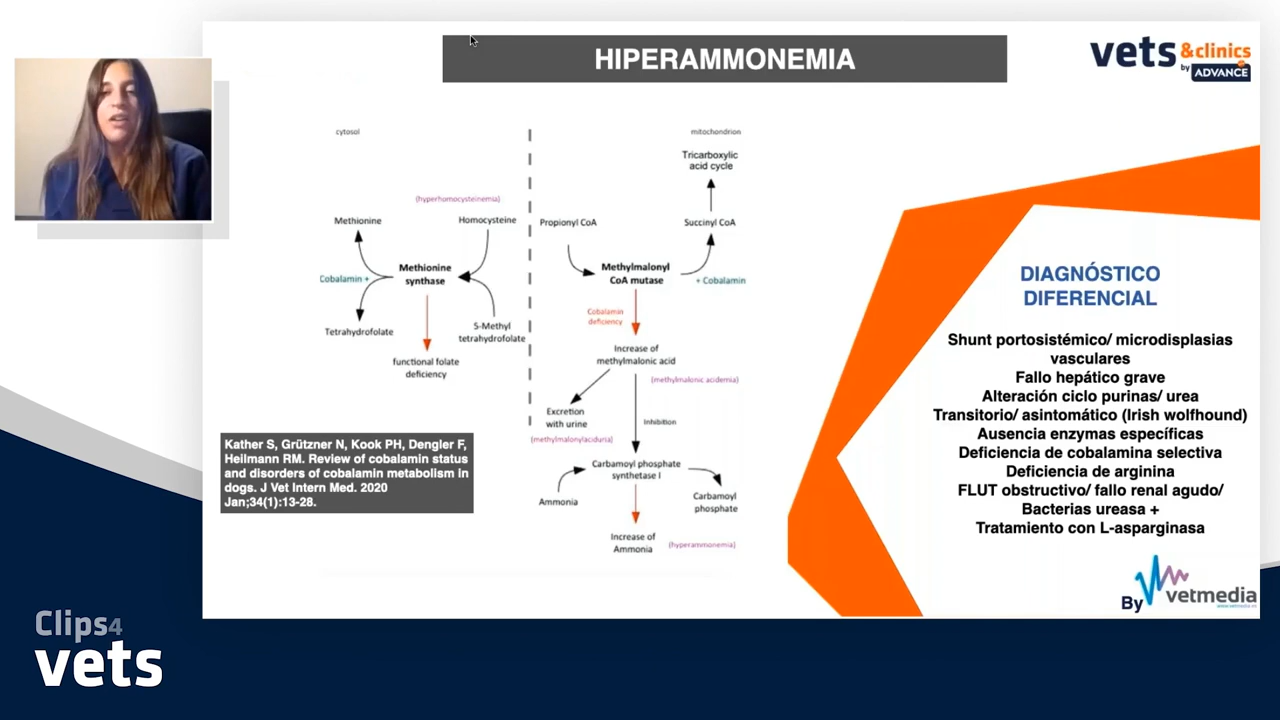 HIPERAMMONEMIA
vets &clinics
by ADVANCE
cytosol
mitochondrion
Tricarboxylic
acid cycle
(hyperhomocysteinemia)
Methionine
Homocysteine
Propionyl CoA
Succinyl CoA
Methionine
synthase
Methylmalonyl
CoA mutase
Cobalamin +
+ Cobalamin
Cobalamin
deficiency
Tetrahydrofolate
5-Methyl
tetrahydrofolate
functional folate
deficiency
Increase of
methylmalonic acid
(methylmalonic acidemia)
Excretion
with urine
Inhibition
(methylmalonylaciduria)
Carbamoyl phosphate
synthetase I
Ammonia
Carbamoyl
phosphate
Increase of
Ammonia
(hyperammonemia)
Kather S, Grützner N, Kook PH, Dengler F,
Heilmann RM. Review of cobalamin status
and disorders of cobalamin metabolism in
dogs. J Vet Intern Med. 2020
Jan;34(1):13-28.
DIAGNÓSTICO
DIFERENCIAL
Shunt portosistémico/ microdisplasias
vasculares
Fallo hepático grave
Alteración ciclo purinas/ urea
Transitorio/ asintomático (Irish wolfhound)
Ausencia enzymas específicas
Deficiencia de cobalamina selectiva
Deficiencia de arginina
FLUT obstructivo/ fallo renal agudo/
Bacterias ureasa +
Tratamiento con L-asparginasa
By vetmedia
www.vetmedia.es
Clips4
vets